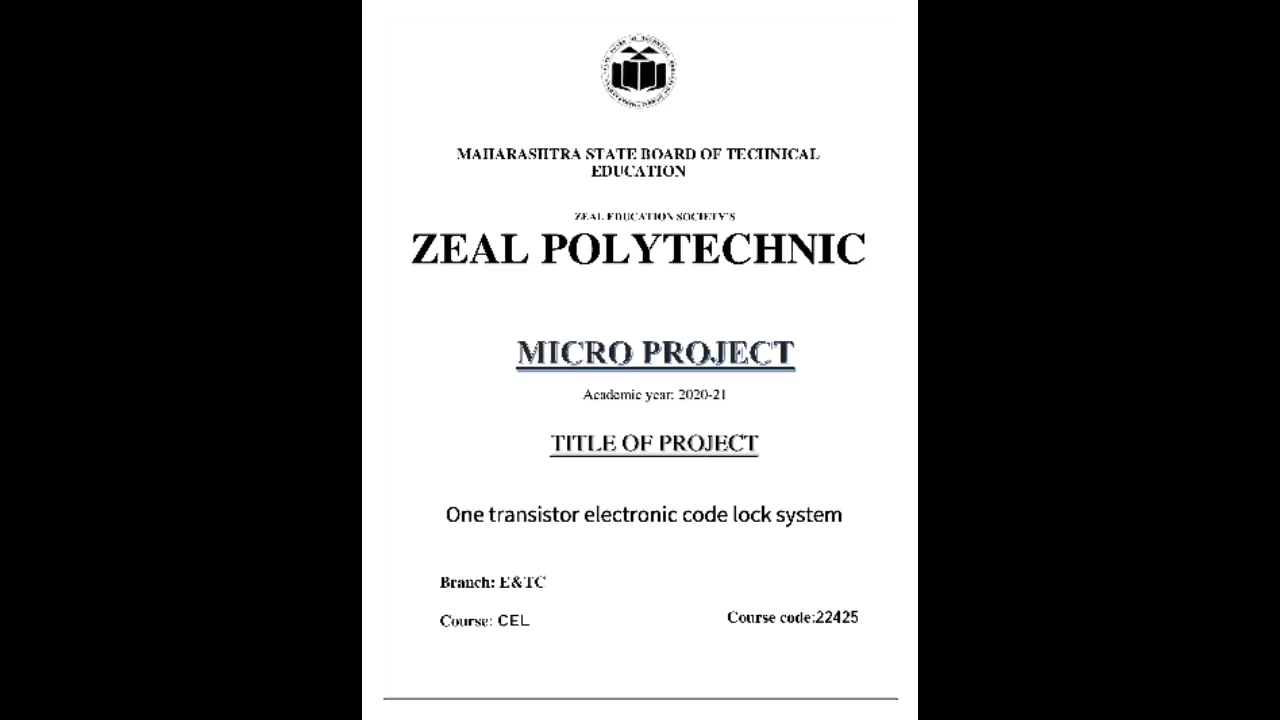 MAHARASHTRA STATE BOARD OF TECHNICAL
EDUCATION
ZEAL EDUCATION SOCIETY'S
ZEAL POLYTECHNIC
MICRO PROJECT
Academic year: 2020-21
TITLE OF PROJECT
One transistor electronic code lock system
Branch: E&TC
Course: CEL
Course code:22425